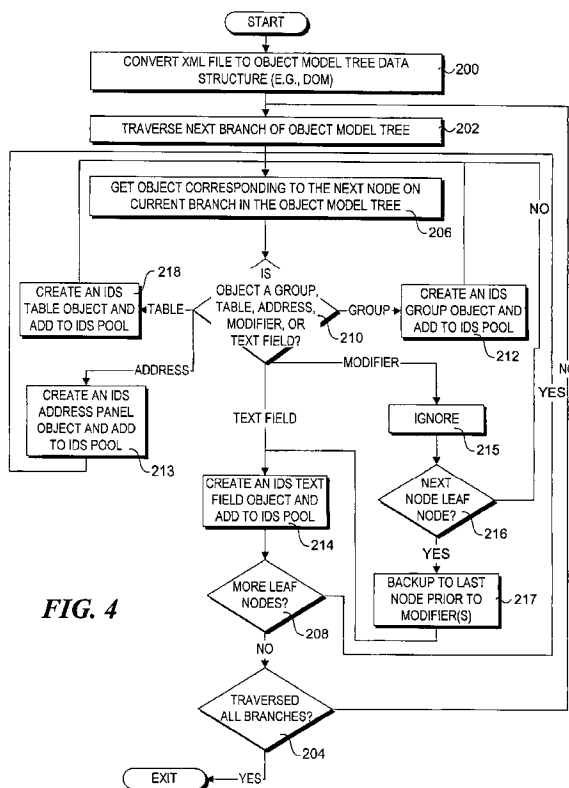 START
CONVERT XML FILE TO OBJECT MODEL TREE DATA
STRUCTURE (E.G., DOM)
200
TRAVERSE NEXT BRANCH OF OBJECT MODEL TREE
202
GET OBJECT CORRESPONDING TO THE NEXT NODE ON
CURRENT BRANCH IN THE OBJECT MODEL TREE
206
NO
218
CREATE AN IDS
TABLE OBJECT AND
ADD TO IDS POOL
TABLE
IS
OBJECT A GROUP,
TABLE, ADDRESS,
MODIFIER, OR
TEXT FIELD?
210
GROUP
CREATE AN IDS
GROUP OBJECT AND
ADD TO IDS POOL
212
ADDRESS
MODIFIER
CREATE AN IDS
ADDRESS PANEL
OBJECT AND ADD
TO IDS POOL
213
TEXT FIELD
IGNORE
215
YES
N
CREATE AN IDS TEXT
FIELD OBJECT AND
ADD TO IDS POOL
214
NEXT
NODE LEAF
NODE?
216
YES
BACKUP TO LAST
NODE PRIOR TO
MODIFIER(S)
217
MORE LEAF
NODES?
208
FIG. 4
NO
TRAVERSED
ALL BRANCHES?
204
YES
EXIT